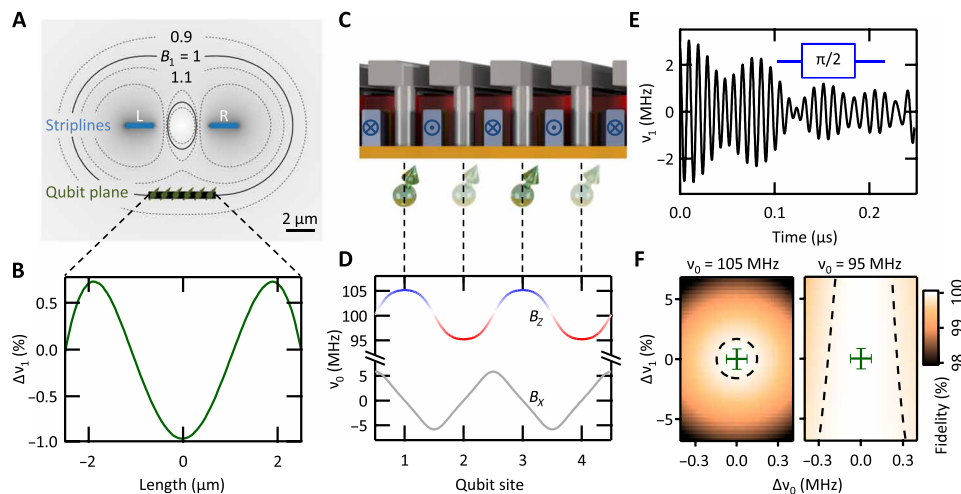 A
0.9
B1 = 1
1.1
L
R
Striplines
Qubit plane
2 μm
B
Δν1 (%)
0.5
0.0
−0.5
−1.0
−2
0
2
Length (μm)
C
D
ν0 (MHz)
105
100
95
5
0
−5
BZ
BX
1
2
3
4
Qubit site
E
ν1 (MHz)
2
0
−2
π/2
0.0
0.1
0.2
Time (μs)
F
ν0 = 105 MHz
ν0 = 95 MHz
Δν1 (%)
5
0
−5
−0.3
0.0
0.3
−0.3
0.0
0.3
Δν0 (MHz)
100
99
98
Fidelity (%)